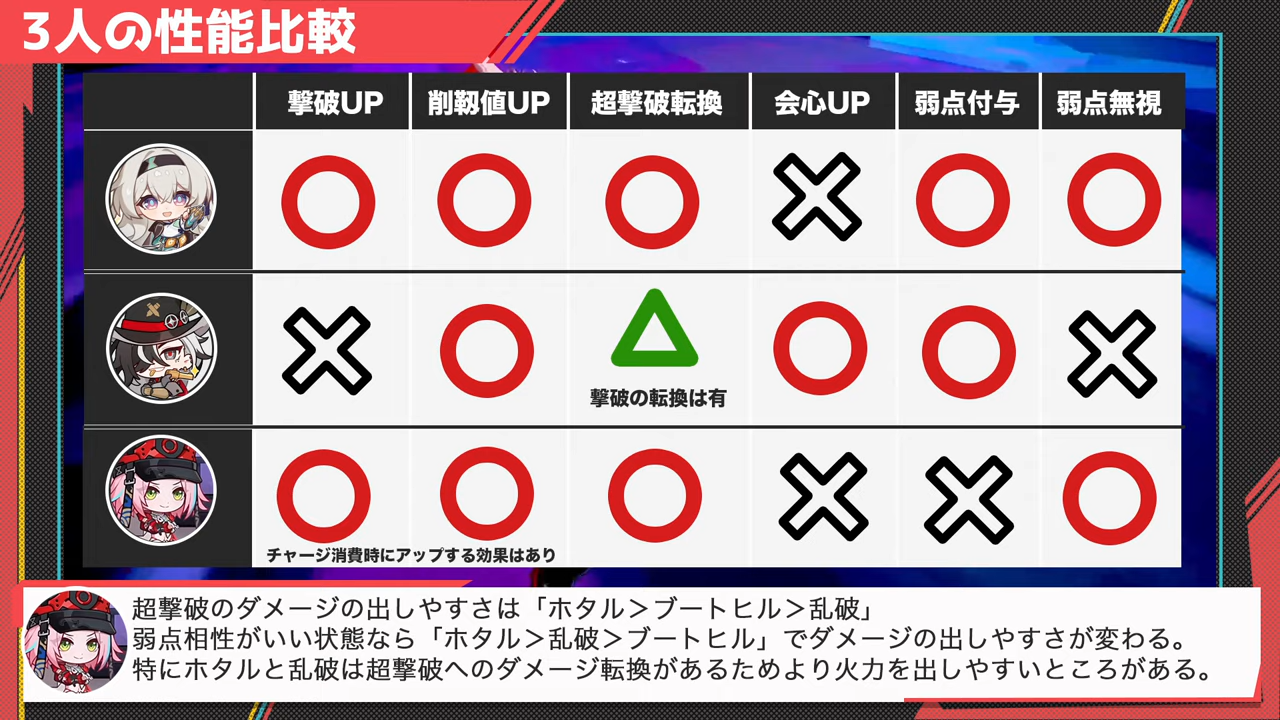 3人の性能比較
撃破UP 削靱値UP 超撃破転換 会心UP 弱点付与 弱点無視
撃破の転換は有
チャージ消費時にアップする効果はあり
超撃破のダメージの出しやすさは「ホタル＞ブートヒル＞乱破」
弱点相性がいい状態なら「ホタル＞乱破＞ブートヒル」でダメージの出しやすさが変わる。
特にホタルと乱破は超撃破へのダメージ転換があるためより火力を出しやすいところがある。